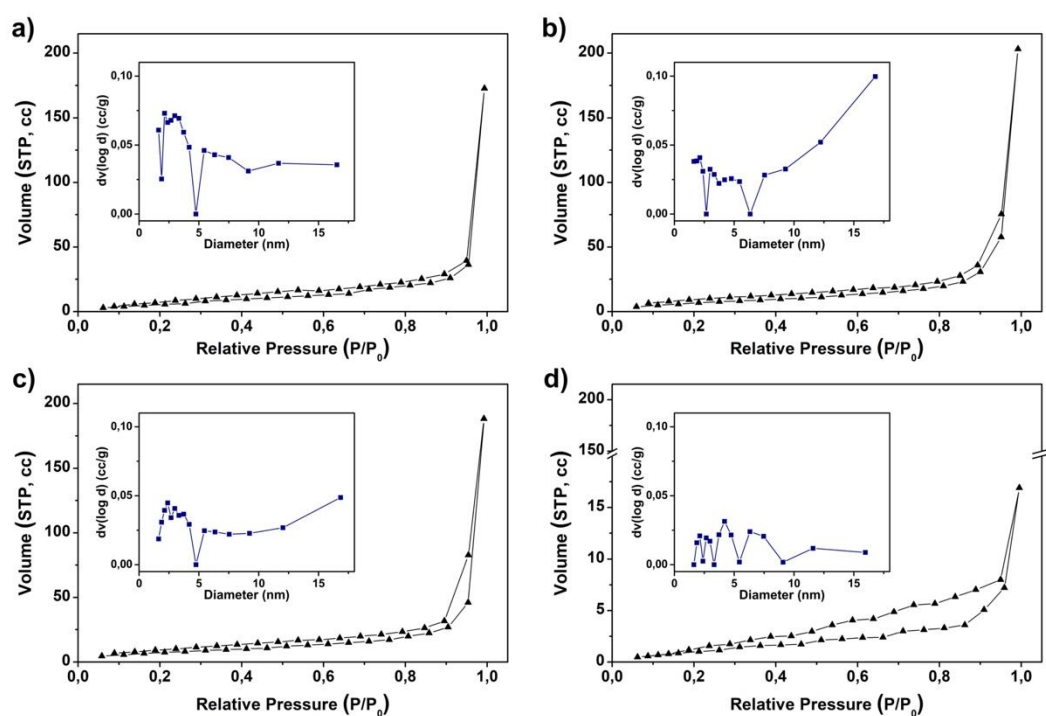 a)
Volume (STP, cc)
200
150
100
50
0
0,0 0,2 0,4 0,6 0,8 1,0
Relative Pressure (P/P0)
dv(log d) (cc/g)
0,10
0,05
0,00
0 5 10 15
Diameter (nm)
b)
Volume (STP, cc)
200
150
100
50
0
0,0 0,2 0,4 0,6 0,8 1,0
Relative Pressure (P/P0)
dv(log d) (cc/g)
0,10
0,05
0,00
0 5 10 15
Diameter (nm)
c)
Volume (STP, cc)
200
150
100
50
0
0,0 0,2 0,4 0,6 0,8 1,0
Relative Pressure (P/P0)
dv(log d) (cc/g)
0,10
0,05
0,00
0 5 10 15
Diameter (nm)
d)
Volume (STP, cc)
200
150
15
10
5
0
0,0 0,2 0,4 0,6 0,8 1,0
Relative Pressure (P/P0)
dv(log d) (cc/g)
0,10
0,05
0,00
0 5 10 15
Diameter (nm)